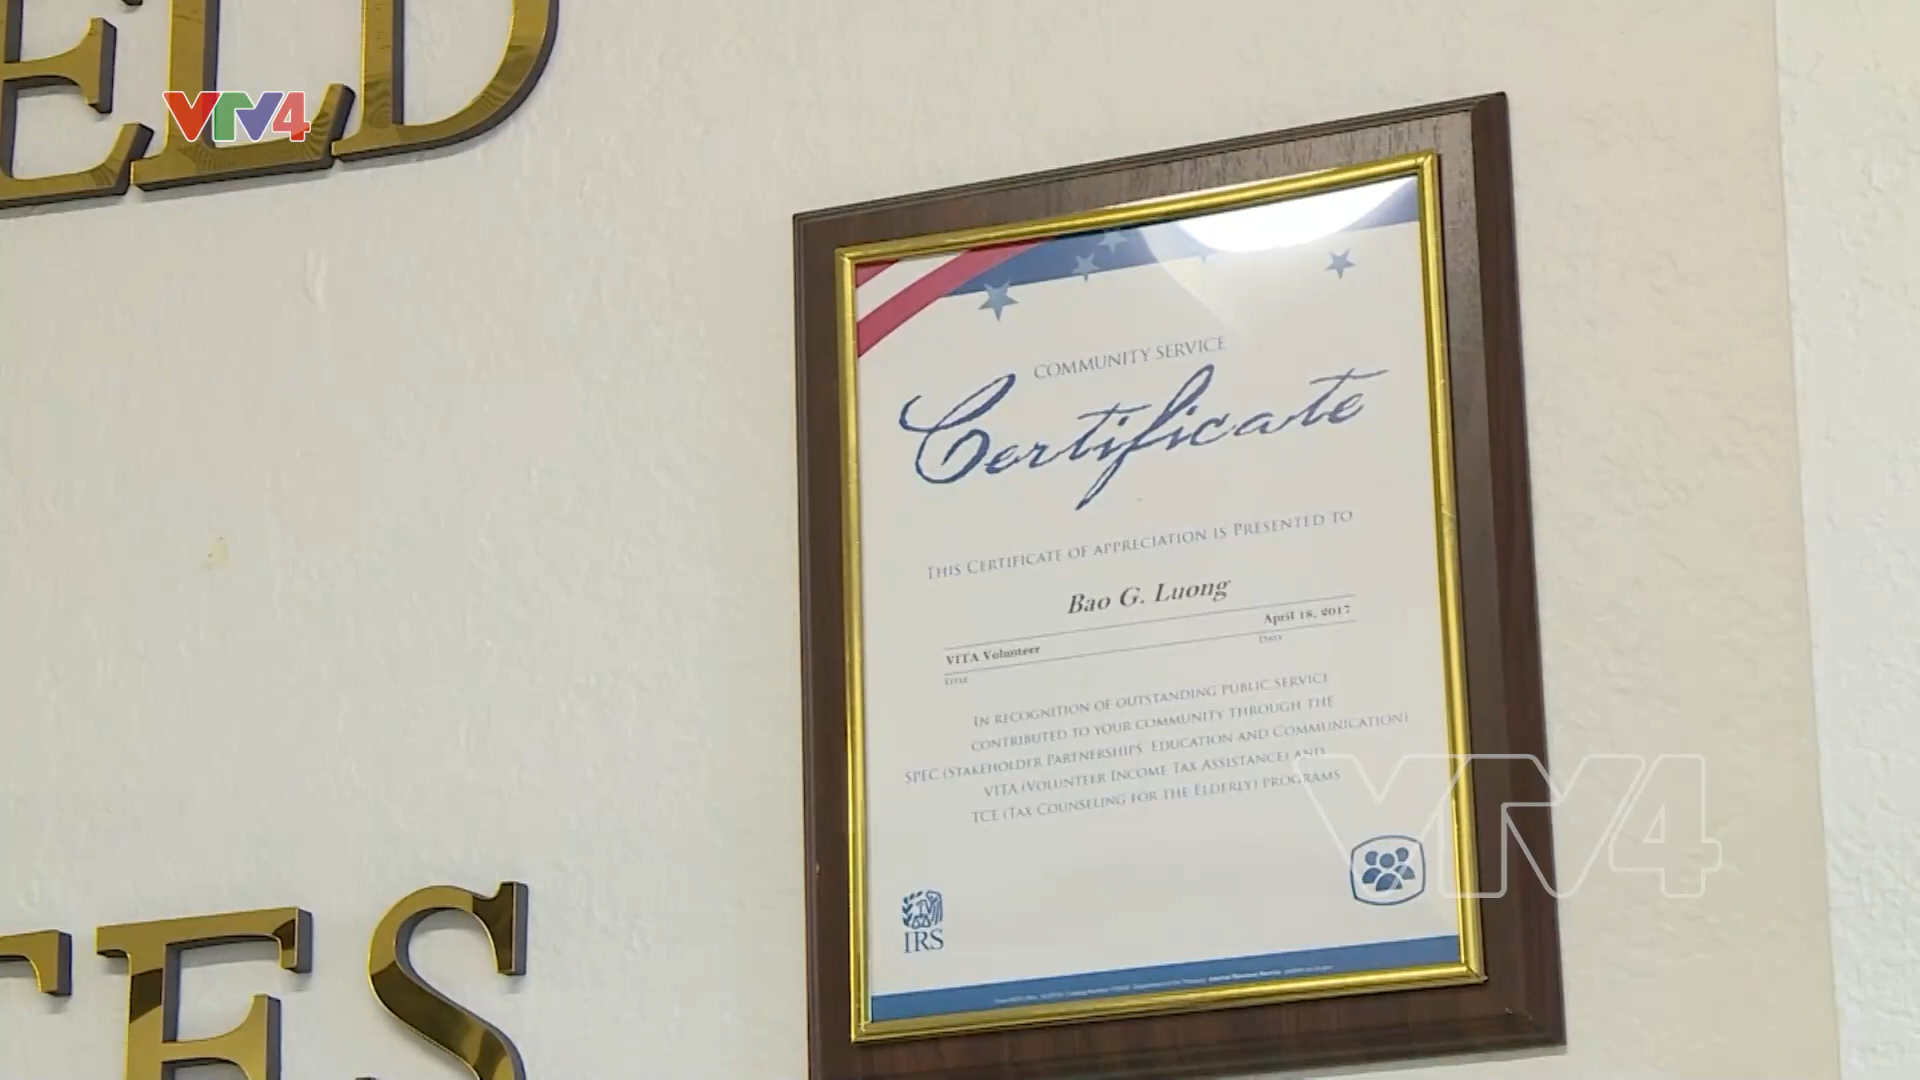 ELD
VTV4
COMMUNITY SERVICE
Certificate
THIS CERTIFICATE OF APPRECIATION IS PRESENTED TO
Bao G. Luong
VITA Volunteer
April 18, 2017
TITLE
DATE
IN RECOGNITION OF OUTSTANDING PUBLIC SERVICE
CONTRIBUTED TO YOUR COMMUNITY THROUGH THE
SPEC (STAKEHOLDER PARTNERSHIPS, EDUCATION AND COMMUNICATION)
VITA (VOLUNTEER INCOME TAX ASSISTANCE) AND
TCE (TAX COUNSELING FOR THE ELDERLY) PROGRAMS
VTV4
IRS
ES